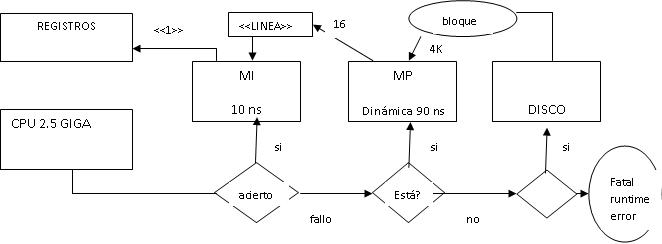 REGISTROS
<<1>>
<<LINEA>>
16
bloque
4K
MI
10 ns
MP
Dinámica 90 ns
DISCO
CPU 2.5 GIGA
si
si
si
acierto
fallo
Está?
no
Fatal
runtime
error